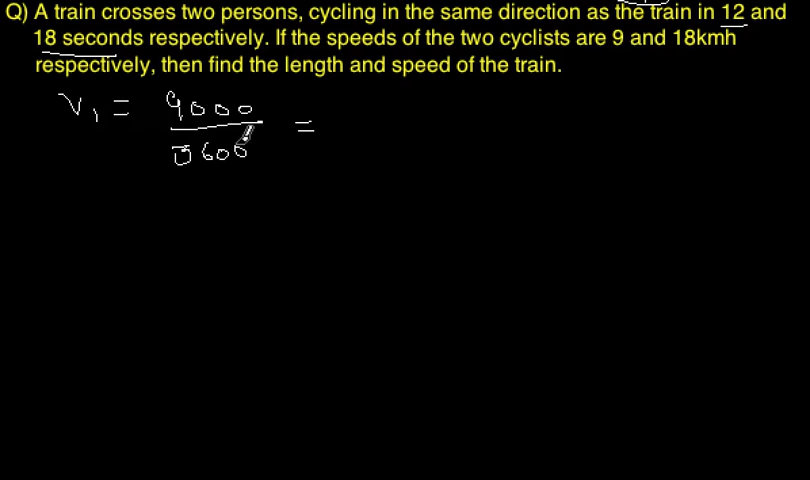 Q) A train crosses two persons, cycling in the same direction as the train in 12 and
18 seconds respectively. If the speeds of the two cyclists are 9 and 18kmh
respectively, then find the length and speed of the train.
V₁ = 9000 =
3600